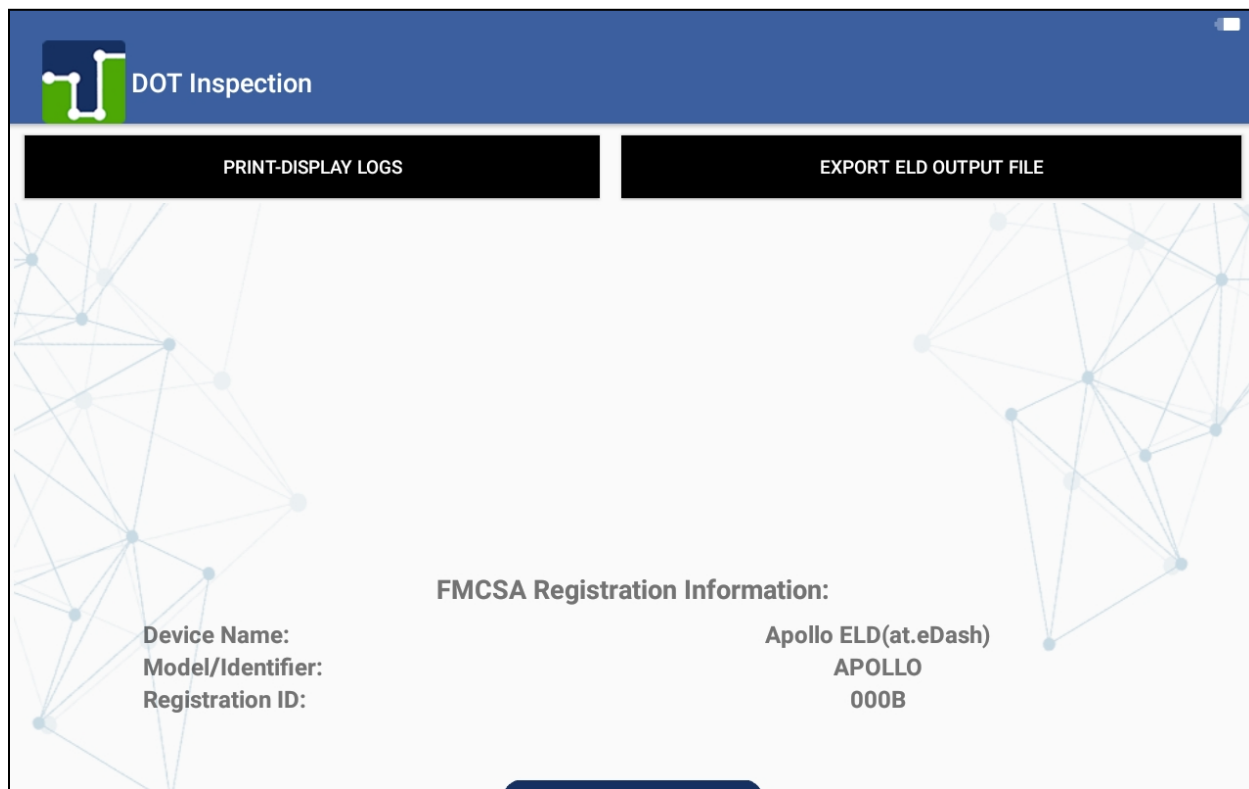 DOT Inspection
PRINT-DISPLAY LOGS
EXPORT ELD OUTPUT FILE
FMCSA Registration Information:
Device Name: Apollo ELD(at.eDash)
Model/Identifier: APOLLO
Registration ID: 000B